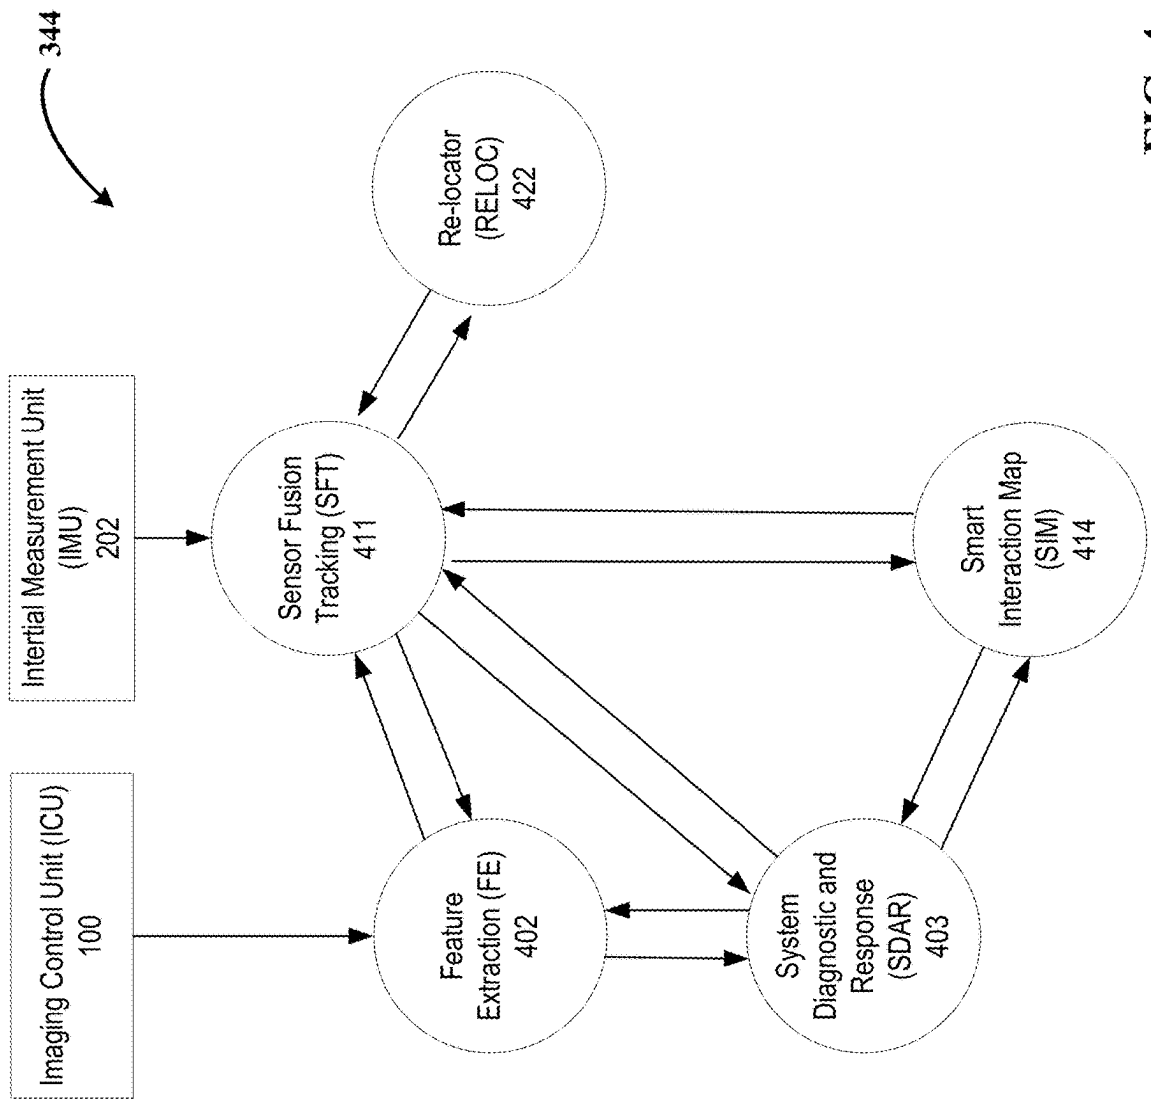 344
Imaging Control Unit (ICU)
100
Intertial Measurement Unit
(IMU)
202
Sensor Fusion
Tracking (SFT)
411
Re-locator
(RELOC)
422
Feature
Extraction (FE)
402
System
Diagnostic and
Response
(SDAR)
403
Smart
Interaction Map
(SIM)
414